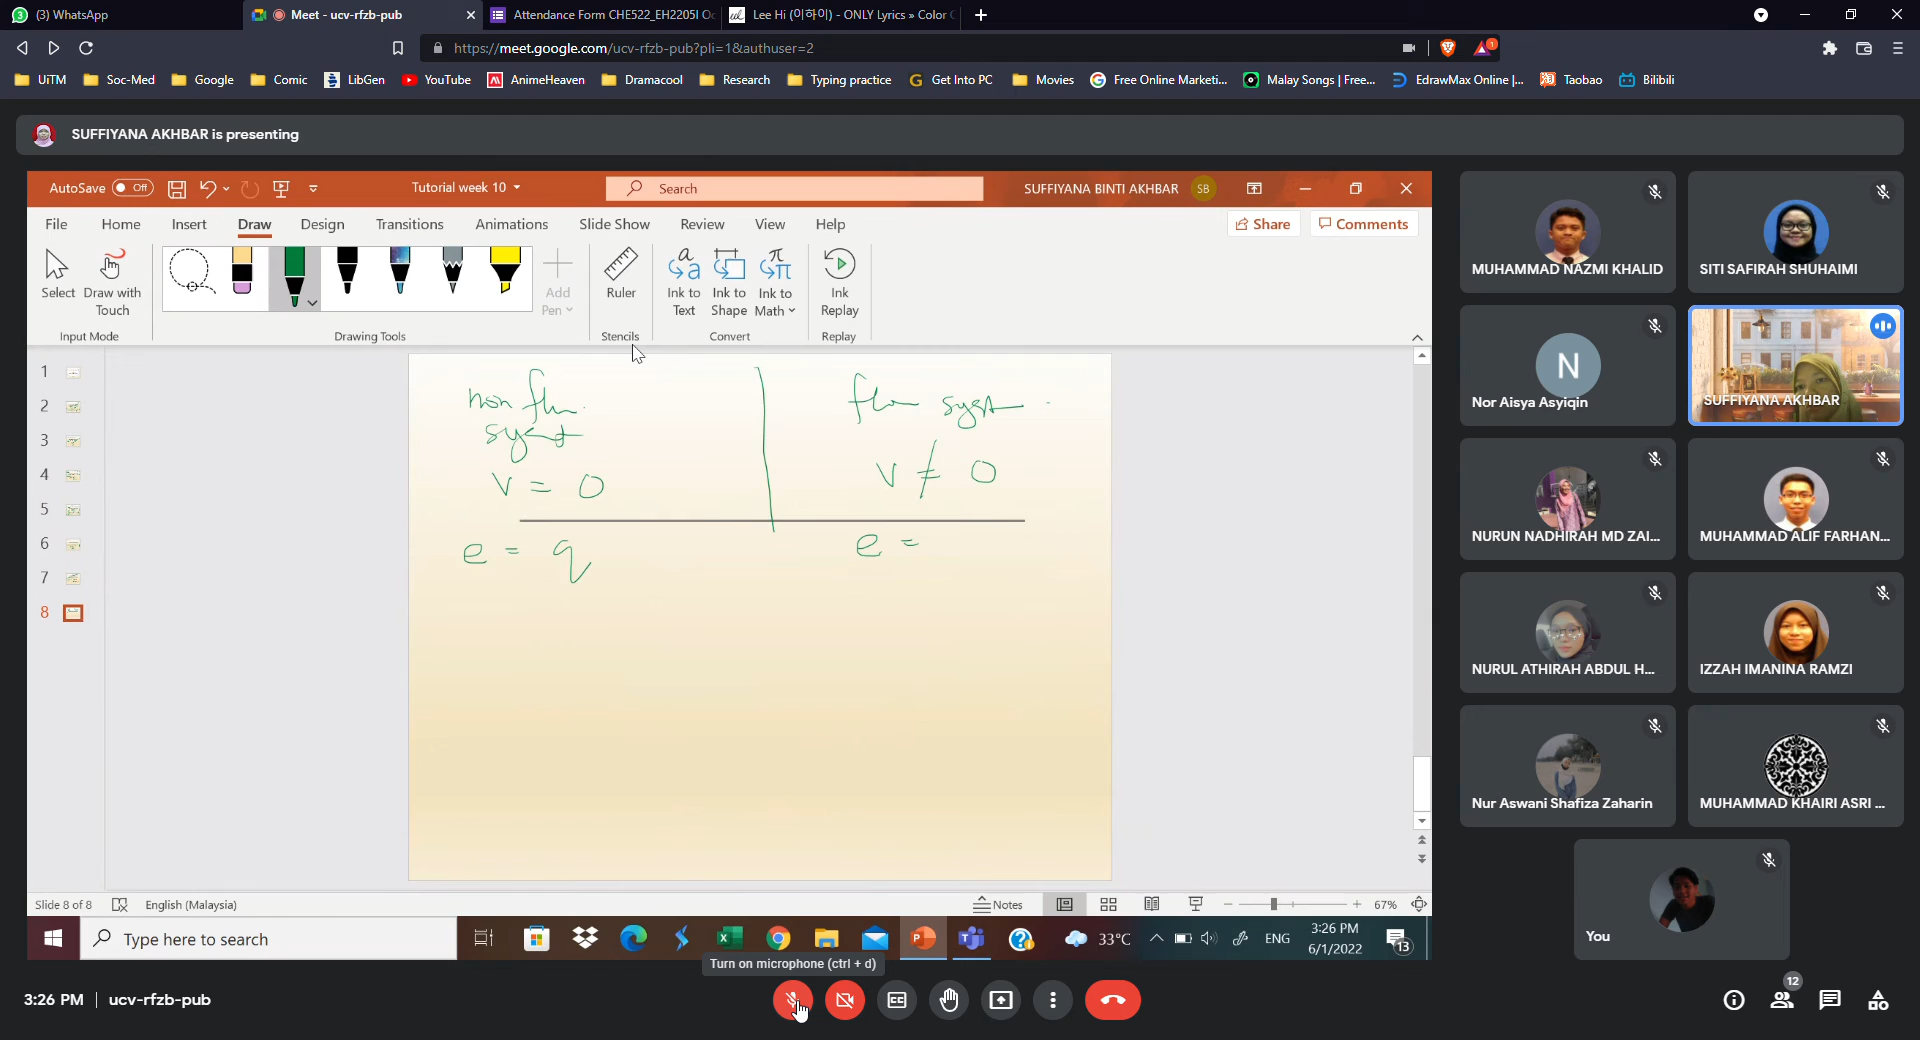 (3) WhatsApp
Meet - ucv-rfzb-pub
Attendance Form CHE522_EH2205I Oc
Lee Hi (이하이) - ONLY Lyrics » Color C
https://meet.google.com/ucv-rfzb-pub?pli=1&authuser=2
1
UiTM
Soc-Med
Google
Comic
LibGen
YouTube
AnimeHeaven
Dramacool
Research
Typing practice
Get Into PC
Movies
Free Online Marketi...
Malay Songs | Free...
EdrawMax Online |...
Taobao
Bilibili
SUFFIYANA AKHBAR is presenting
AutoSave Off
Tutorial week 10
Search
SUFFIYANA BINTI AKHBAR SB
File Home Insert Draw Design Transitions Animations Slide Show Review View Help
Share Comments
Select
Draw with
Touch
Input Mode
Drawing Tools
Add
Pen
Ruler
Stencils
Ink to
Text
Ink to
Shape
Ink to
Math
Convert
Ink
Replay
Replay
1
2
3
4
5
6
7
8
non
v = 0
e = q
v ≠ 0
e =
Slide 8 of 8
English (Malaysia)
Notes
67%
Type here to search
33°C
ENG
3:26 PM
6/1/2022
13
MUHAMMAD NAZMI KHALID
SITI SAFIRAH SHUHAIMI
N
Nor Aisya Asyiqin
SUFFIYANA AKHBAR
NURUN NADHIRAH MD ZAI...
MUHAMMAD ALIF FARHAN...
NURUL ATHIRAH ABDUL H...
IZZAH IMANINA RAMZI
Nur Aswani Shafiza Zaharin
MUHAMMAD KHAIRI ASRI ...
You
Turn on microphone (ctrl + d)
3:26 PM | ucv-rfzb-pub
12